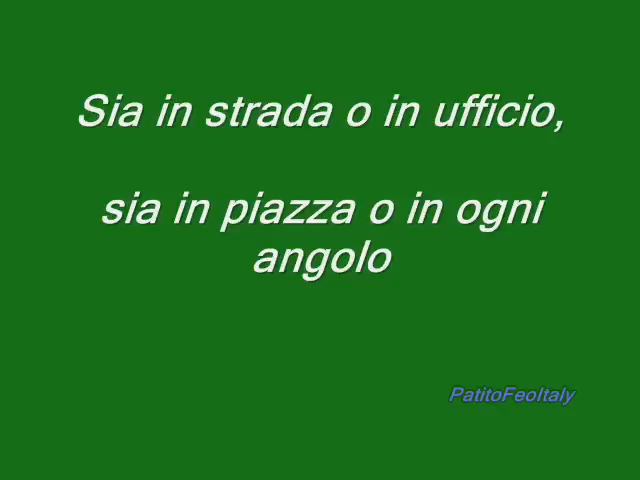 Sia in strada o in ufficio,
sia in piazza o in ogni
angolo
PatitoFeoItaly